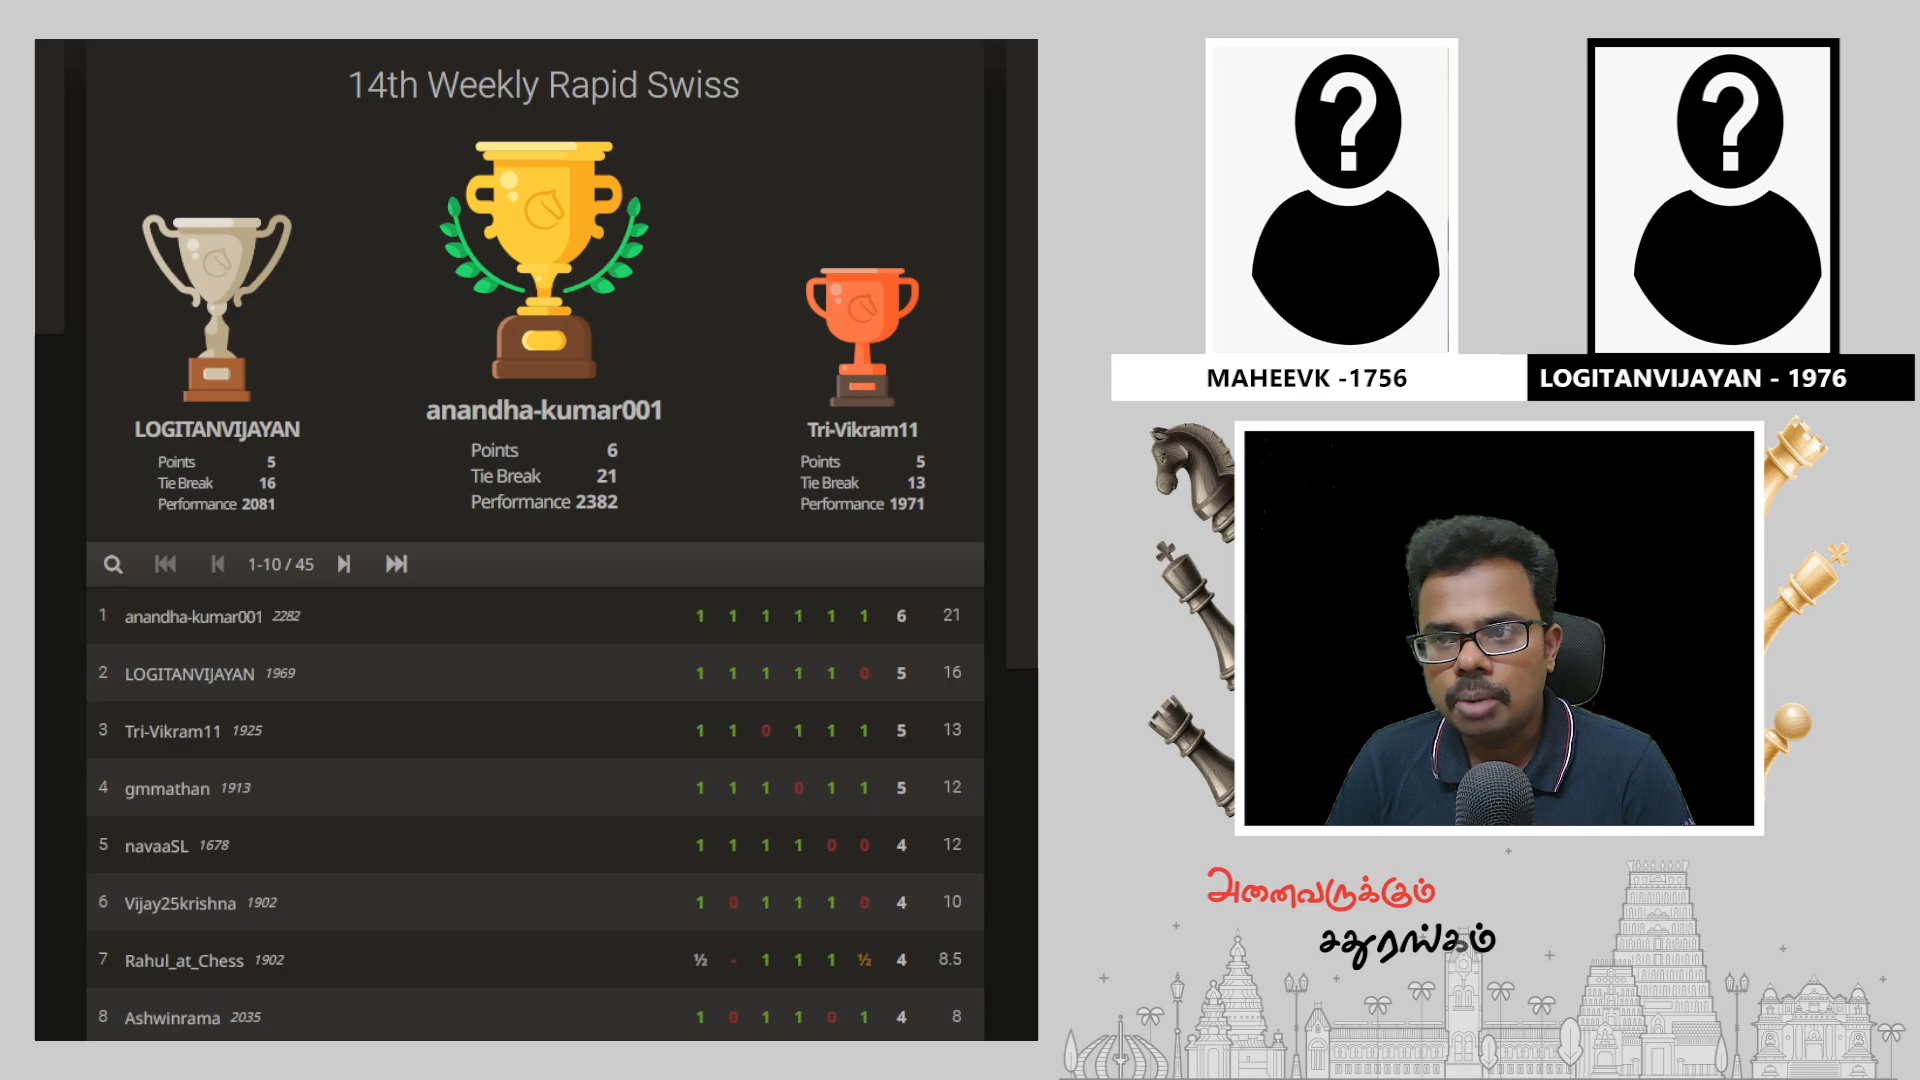 14th Weekly Rapid Swiss
LOGITANVIJAYAN
Points 5
Tie Break 16
Performance 2081
anandha-kumar001
Points 6
Tie Break 21
Performance 2382
Tri-Vikram11
Points 5
Tie Break 13
Performance 1971
1-10 / 45
1 anandha-kumar001 2282 1 1 1 1 1 1 6 21
2 LOGITANVIJAYAN 1969 1 1 1 1 1 0 5 16
3 Tri-Vikram11 1925 1 1 0 1 1 1 5 13
4 gmmathan 1913 1 1 1 0 1 1 5 12
5 navaaSL 1678 1 1 1 1 0 0 4 12
6 Vijay25krishna 1902 1 0 1 1 1 0 4 10
7 Rahul_at_Chess 1902 ½ - 1 1 1 ½ 4 8.5
8 Ashwinrama 2035 1 0 1 1 0 1 4 8
? ?
MAHEEVK -1756
LOGITANVIJAYAN - 1976
அனைவருக்கும்
சதுரங்கம்